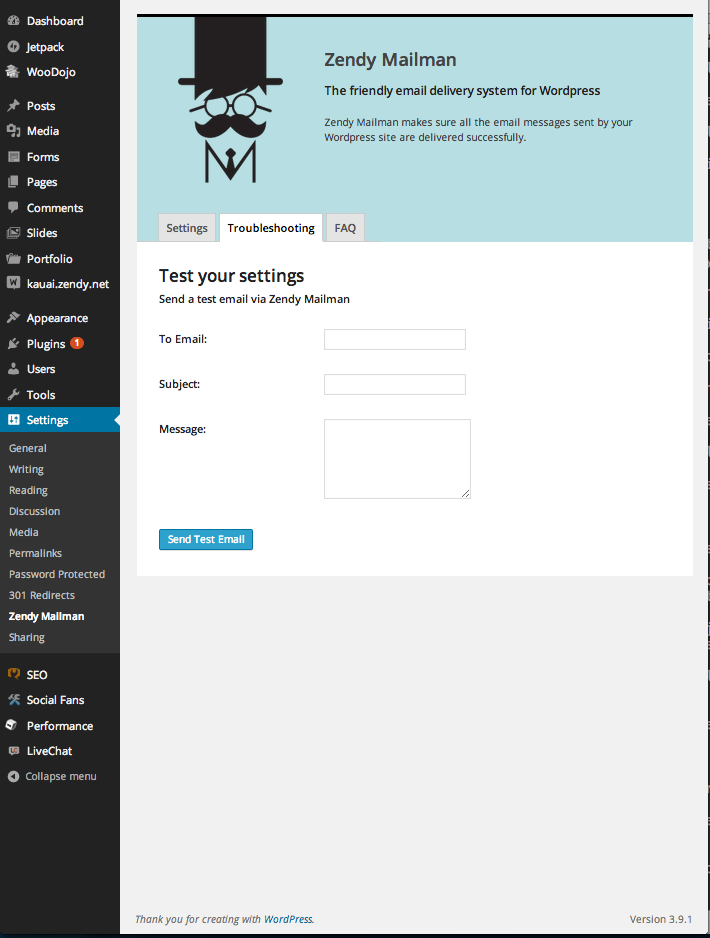 Dashboard
Jetpack
WooDojo
Posts
Media
Forms
Pages
Comments
Slides
Portfolio
kauai.zendy.net
Appearance
Plugins 1
Users
Tools
Settings
General
Writing
Reading
Discussion
Media
Permalinks
Password Protected
301 Redirects
Zendy Mailman
Sharing
SEO
Social Fans
Performance
LiveChat
Collapse menu
Zendy Mailman
The friendly email delivery system for Wordpress
Zendy Mailman makes sure all the email messages sent by your
Wordpress site are delivered successfully.
Settings Troubleshooting FAQ
Test your settings
Send a test email via Zendy Mailman
To Email:
Subject:
Message:
Send Test Email
Thank you for creating with WordPress.
Version 3.9.1